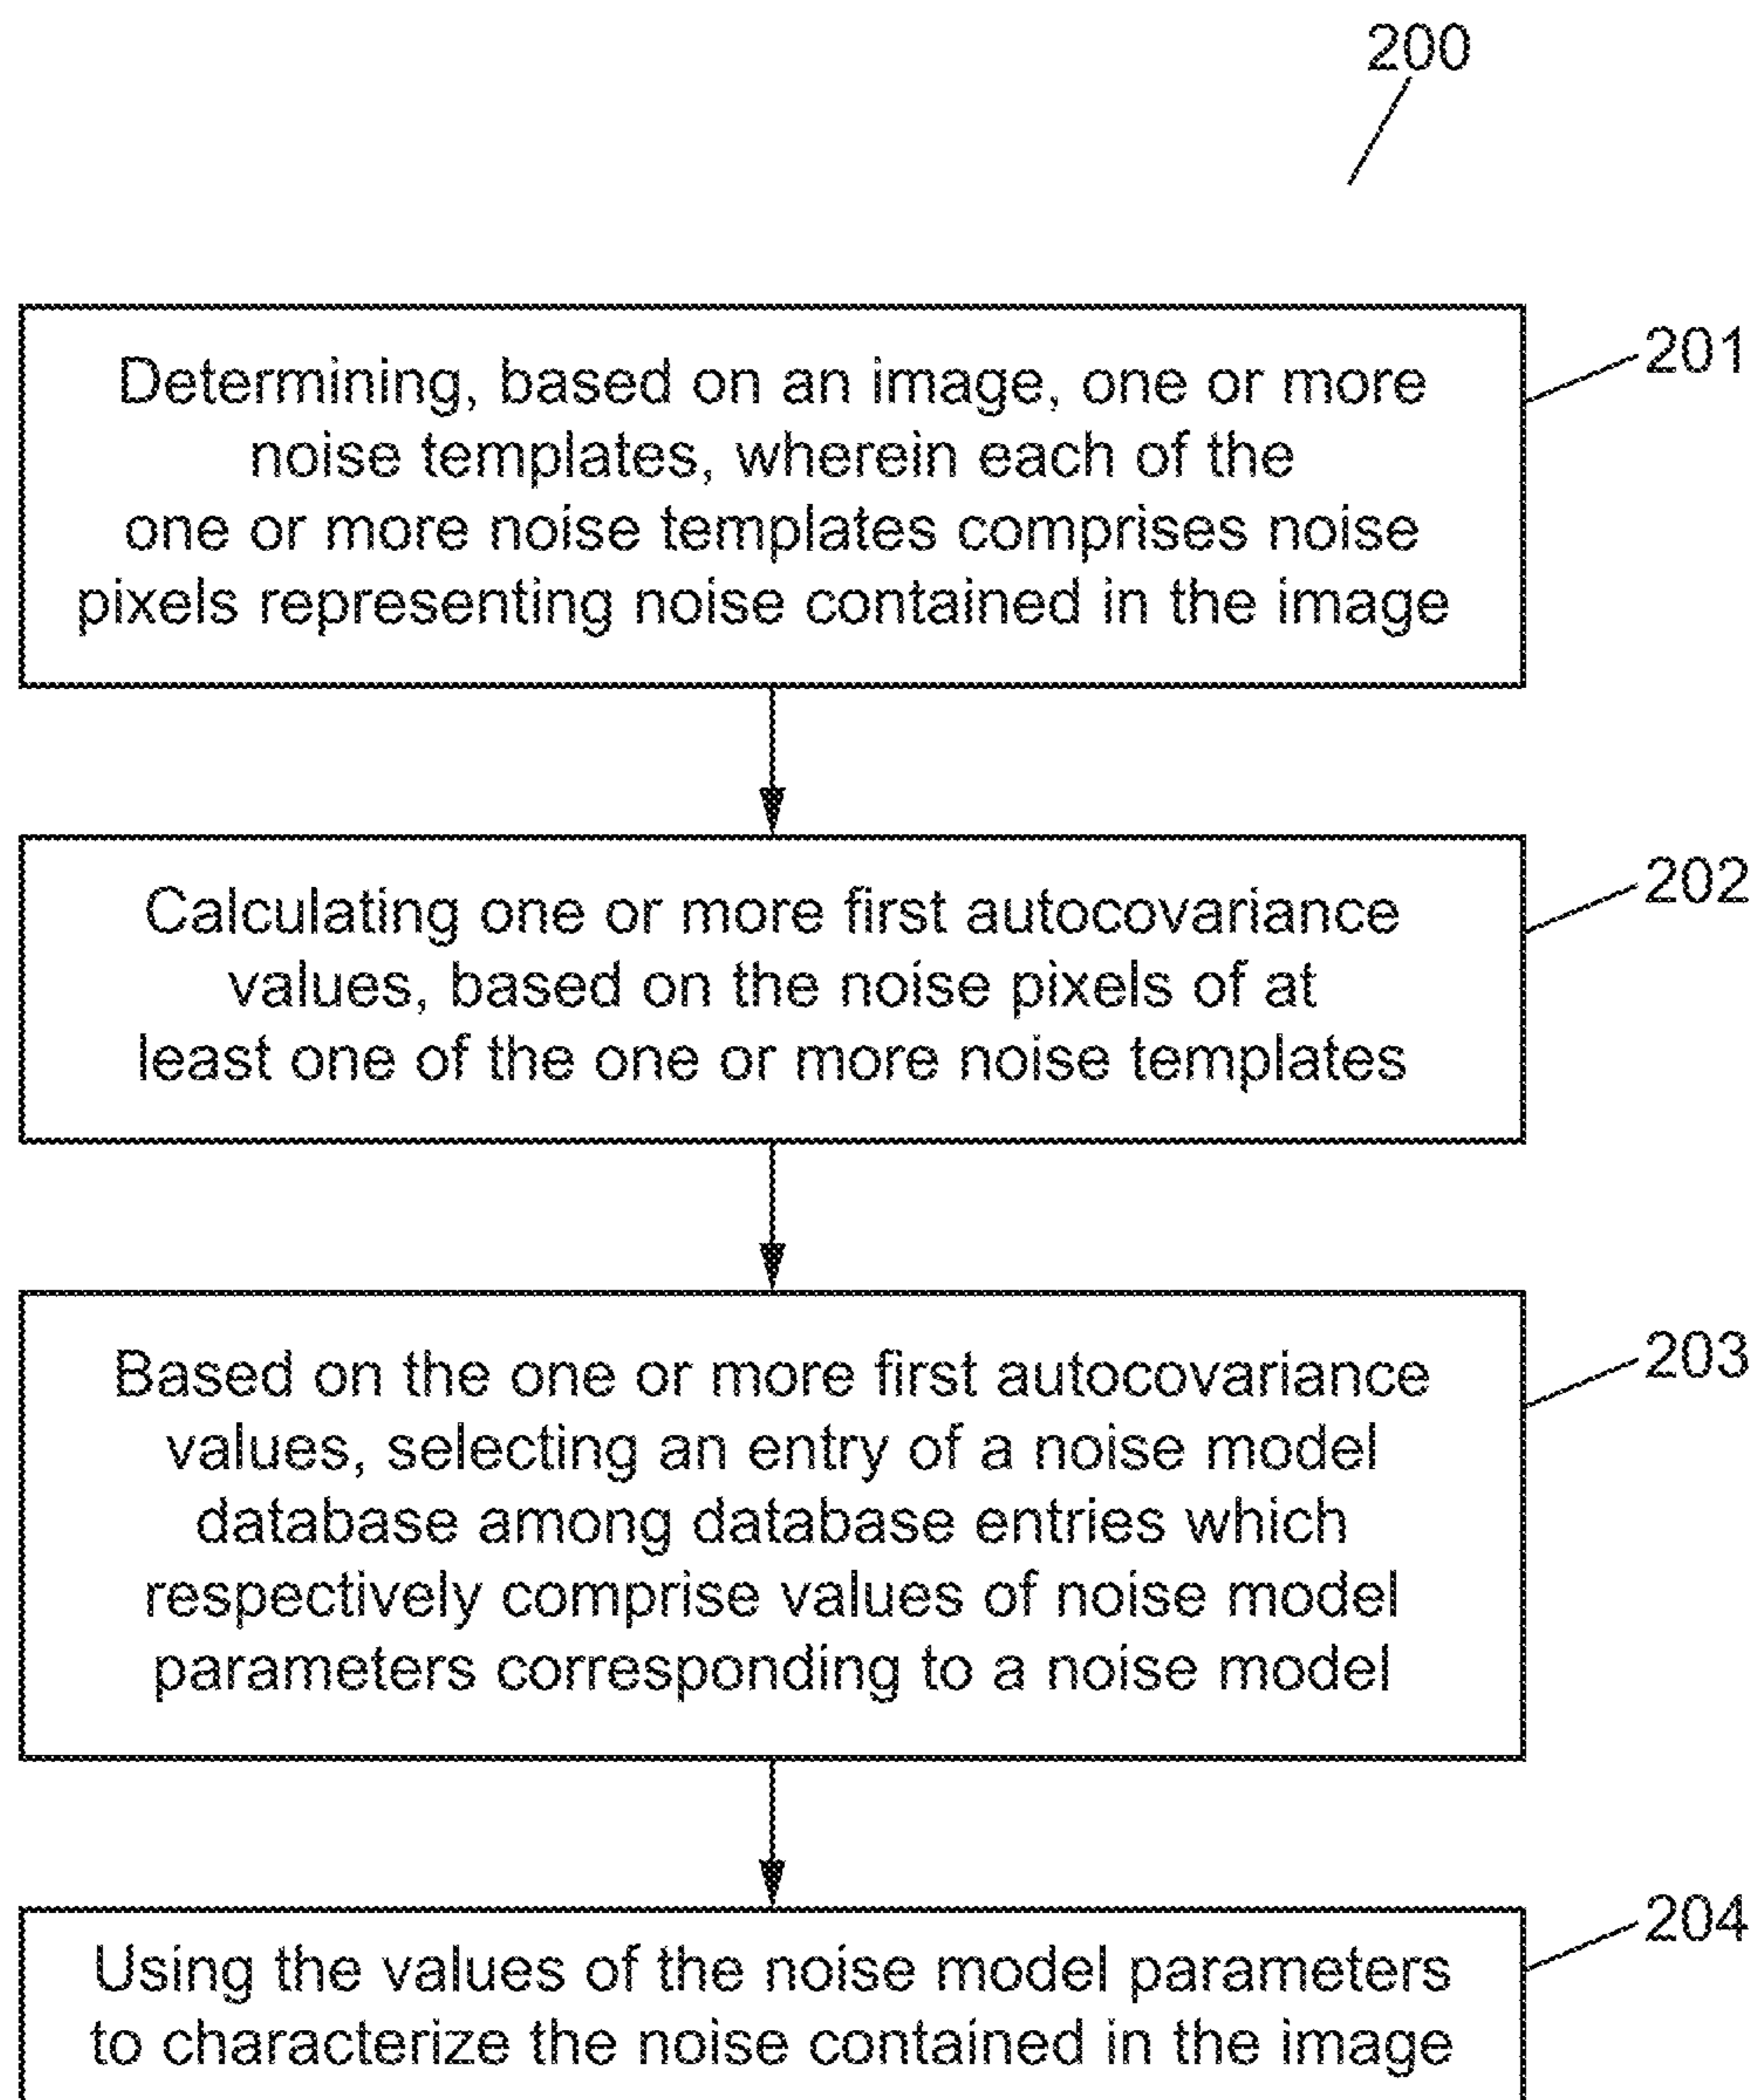 200
Determining, based on an image, one or more
noise templates, wherein each of the
one or more noise templates comprises noise
pixels representing noise contained in the image
201
Calculating one or more first autocovariance
values, based on the noise pixels of at
least one of the one or more noise templates
202
Based on the one or more first autocovariance
values, selecting an entry of a noise model
database among database entries which
respectively comprise values of noise model
parameters corresponding to a noise model
203
Using the values of the noise model parameters
to characterize the noise contained in the image
204